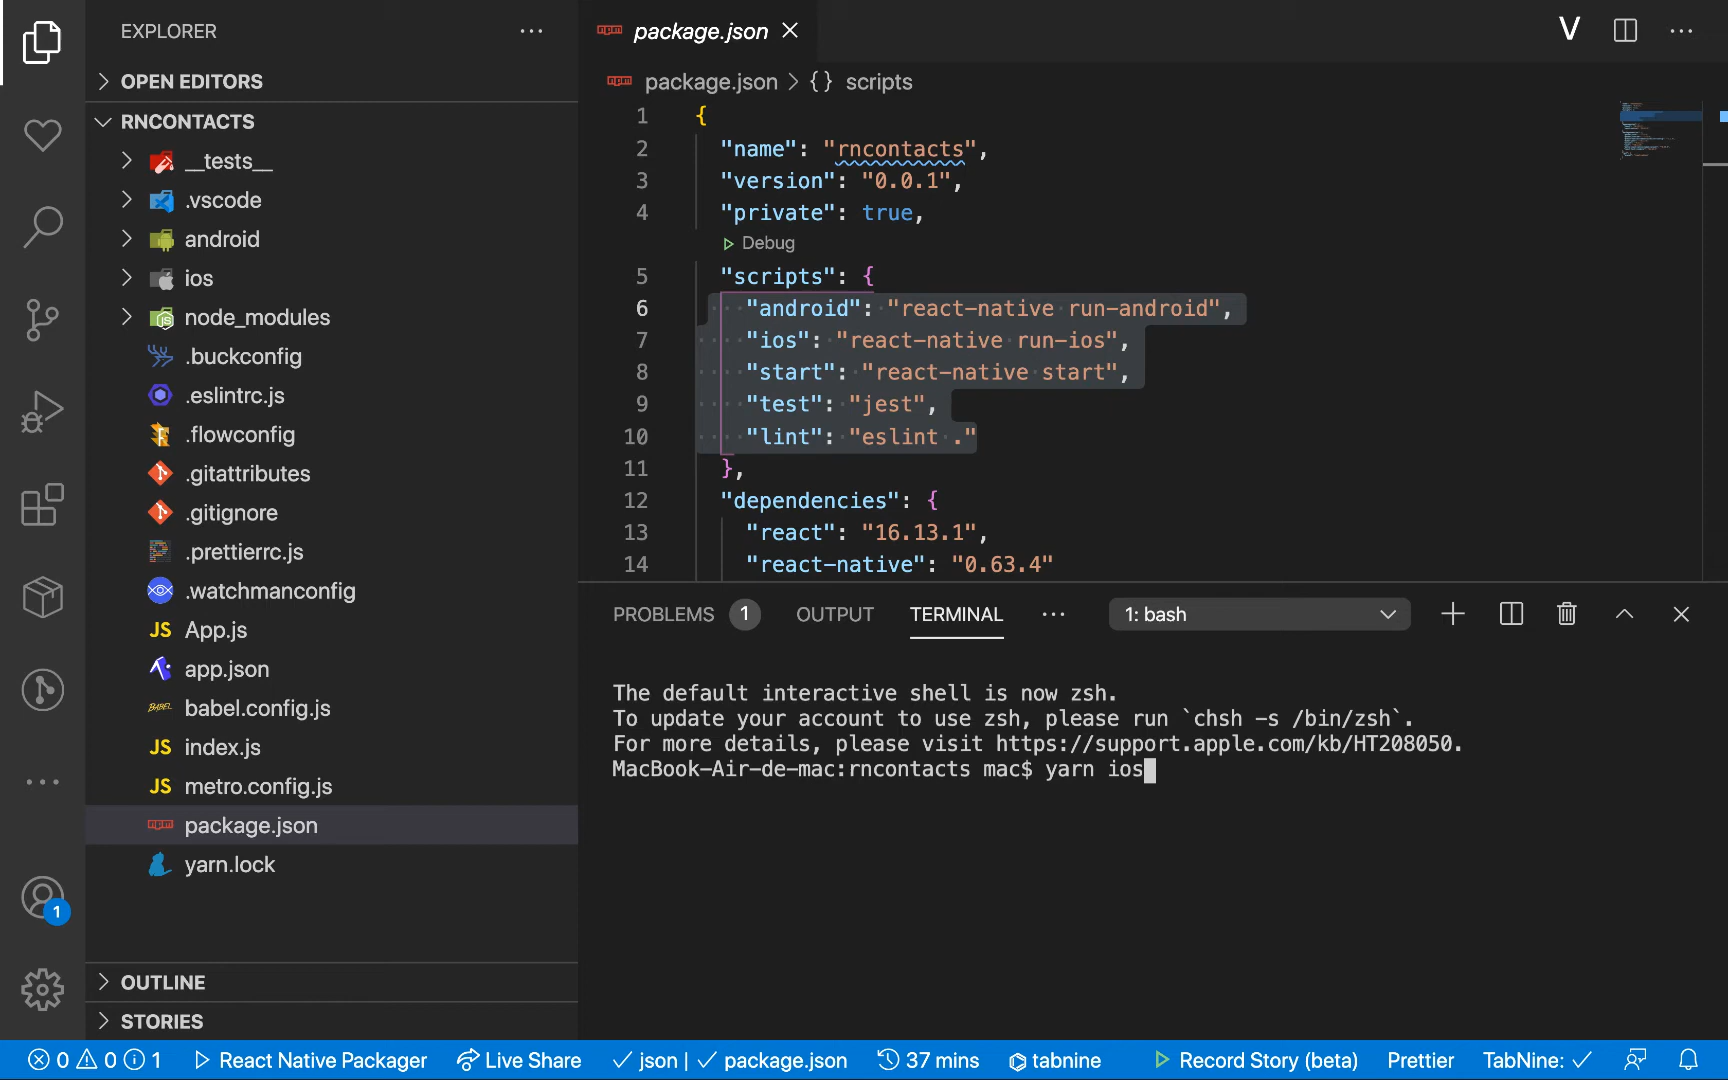 EXPLORER
OPEN EDITORS
RNCONTACTS
__tests__
.vscode
android
ios
node_modules
.buckconfig
.eslintrc.js
.flowconfig
.gitattributes
.gitignore
.prettierrc.js
.watchmanconfig
JS App.js
app.json
BABEL babel.config.js
JS index.js
JS metro.config.js
package.json
yarn.lock
1
OUTLINE
STORIES
package.json
V
package.json > {} scripts
1 {
2 "name": "rncontacts",
3 "version": "0.0.1",
4 "private": true,
Debug
5 "scripts": {
6 "android": "react-native run-android",
7 "ios": "react-native run-ios",
8 "start": "react-native start",
9 "test": "jest",
10 "lint": "eslint ."
11 },
12 "dependencies": {
13 "react": "16.13.1",
14 "react-native": "0.63.4"
PROBLEMS 1 OUTPUT TERMINAL ··· 1: bash
The default interactive shell is now zsh.
To update your account to use zsh, please run `chsh -s /bin/zsh`.
For more details, please visit https://support.apple.com/kb/HT208050.
MacBook-Air-de-mac:rncontacts mac$ yarn ios
0 0 1 React Native Packager Live Share ✓ json | ✓ package.json 37 mins tabnine Record Story (beta) Prettier TabNine: ✓